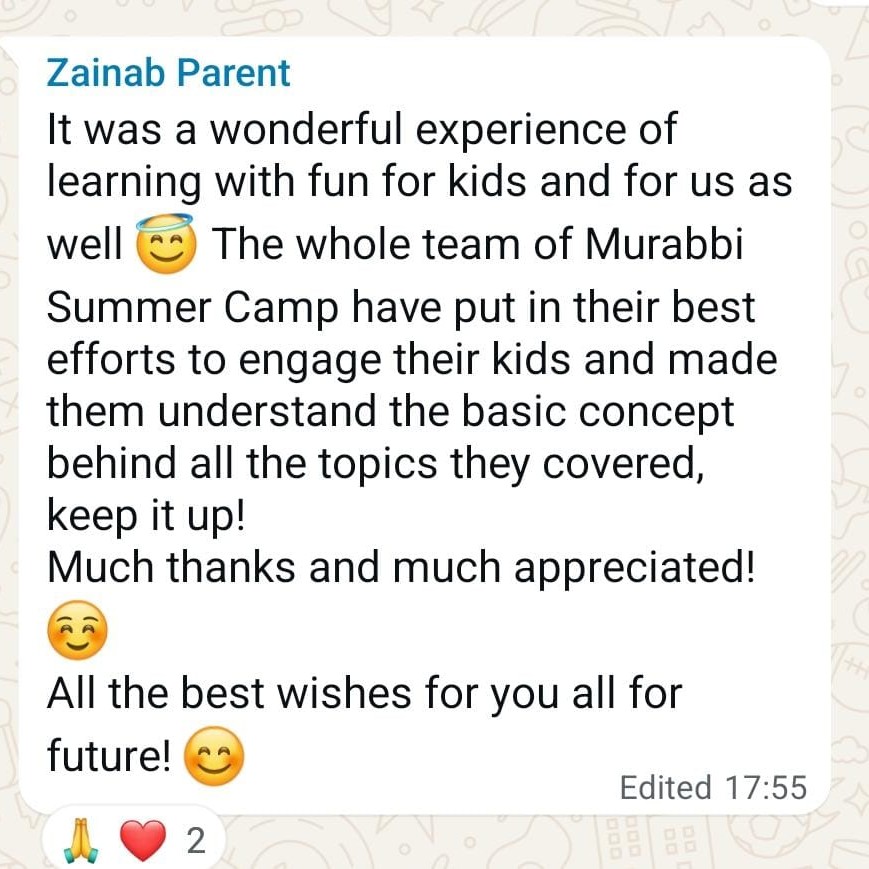 Zainab Parent
It was a wonderful experience of
learning with fun for kids and for us as
well 😇 The whole team of Murabbi
Summer Camp have put in their best
efforts to engage their kids and made
them understand the basic concept
behind all the topics they covered,
keep it up!
Much thanks and much appreciated!
☺️
All the best wishes for you all for
future! 😊
Edited 17:55
🙏 ❤️ 2